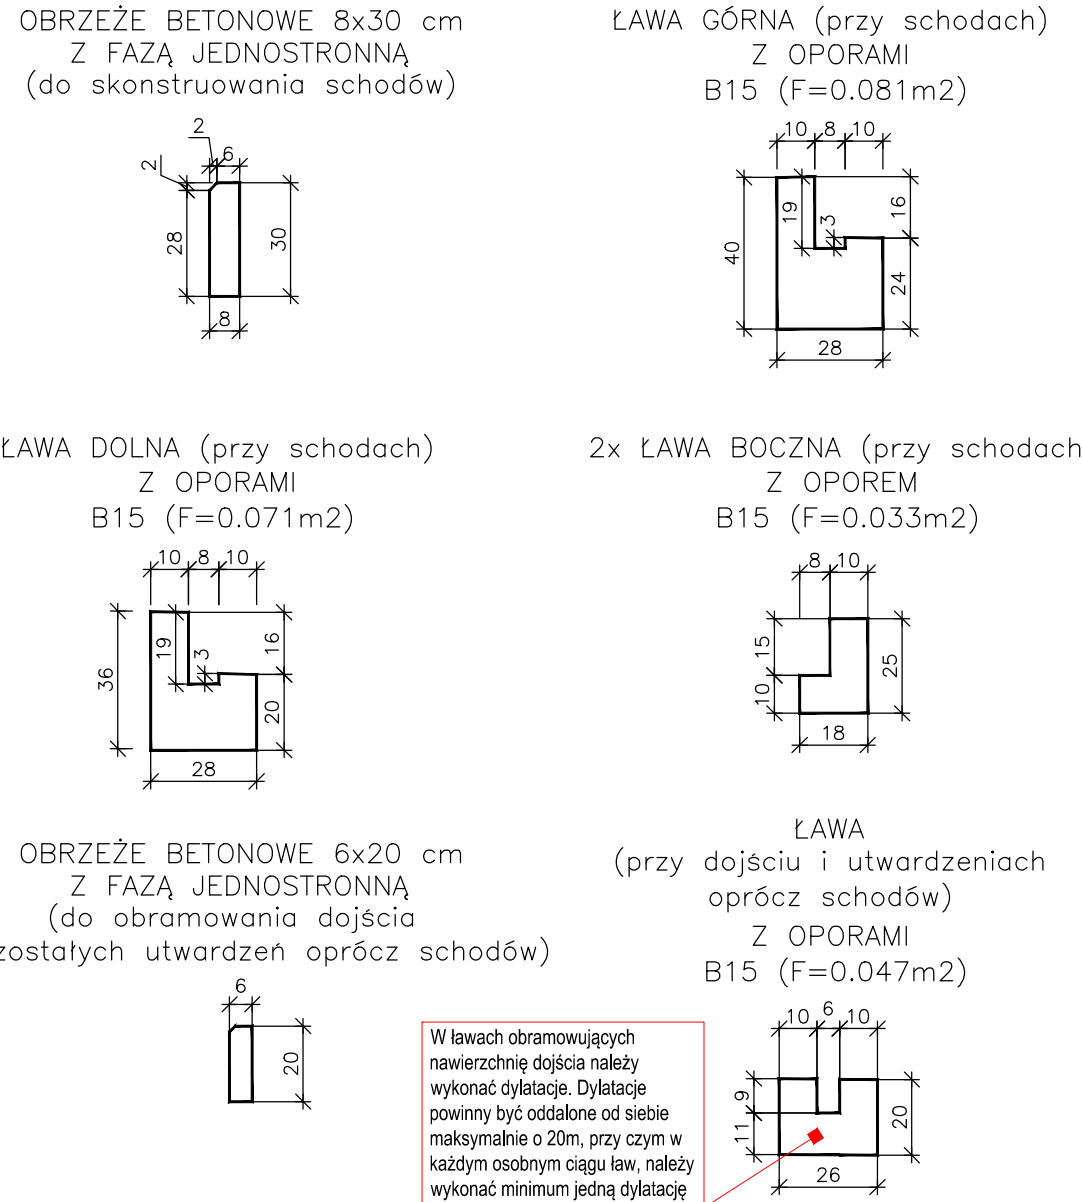 OBRZEŻE BETONOWE 8x30 cm
Z FAZĄ JEDNOSTRONNĄ
(do skonstruowania schodów)
2
6
2
28
30
8
ŁAWA GÓRNA (przy schodach)
Z OPORAMI
B15 (F=0.081m2)
10 8 10
19
3
16
40
24
28
ŁAWA DOLNA (przy schodach)
Z OPORAMI
B15 (F=0.071m2)
10 8 10
19
3
16
36
20
28
2x ŁAWA BOCZNA (przy schodach
Z OPOREM
B15 (F=0.033m2)
8 10
15
25
10
18
OBRZEŻE BETONOWE 6x20 cm
Z FAZĄ JEDNOSTRONNĄ
(do obramowania dojścia
zostałych utwardzeń oprócz schodów)
6
20
ŁAWA
(przy dojściu i utwardzeniach
oprócz schodów)
Z OPORAMI
B15 (F=0.047m2)
10 6 10
9
11
20
26
W ławach obramowujących
nawierzchnię dojścia należy
wykonać dylatacje. Dylatacje
powinny być oddalone od siebie
maksymalnie o 20m, przy czym w
każdym osobnym ciągu ław, należy
wykonać minimum jedną dylatację